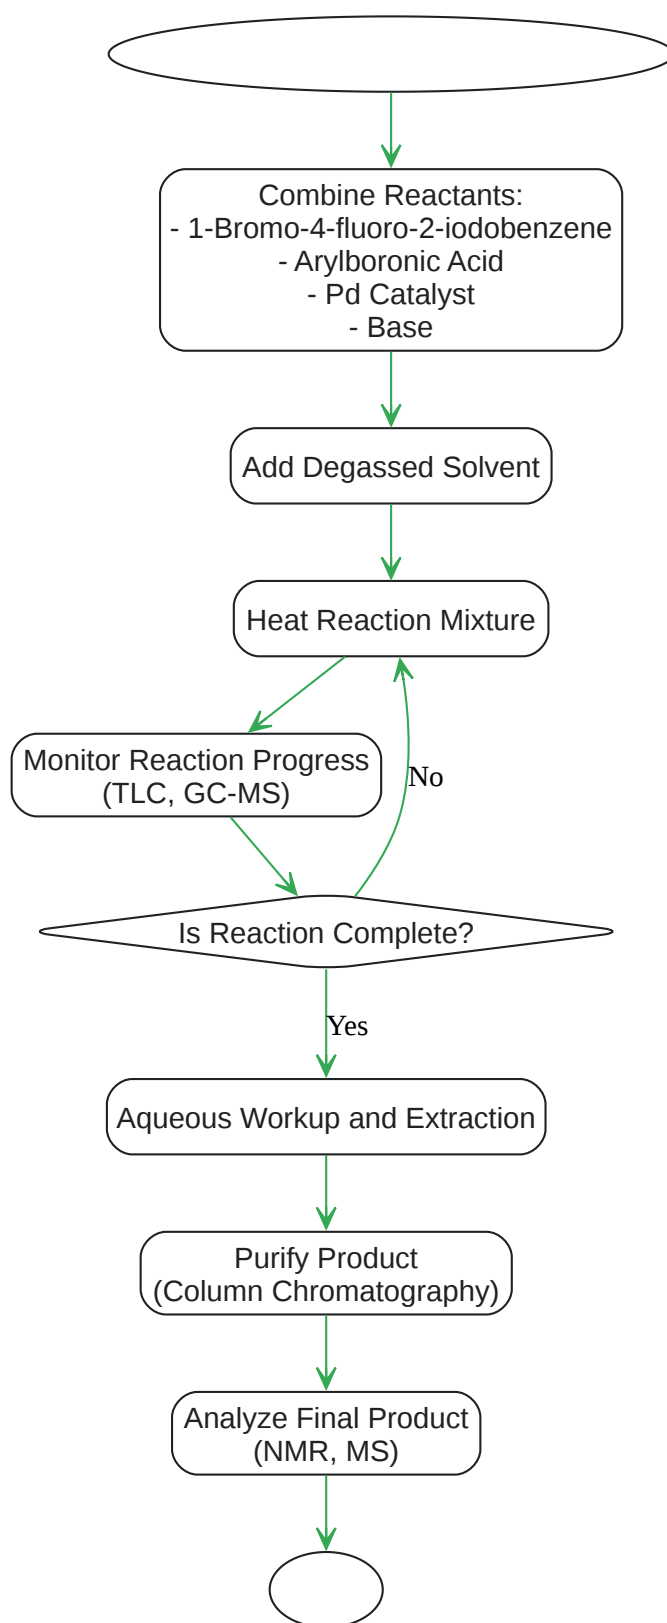 Combine Reactants:
- 1-Bromo-4-fluoro-2-iodobenzene
- Arylboronic Acid
- Pd Catalyst
- Base
Add Degassed Solvent
Heat Reaction Mixture
Monitor Reaction Progress
(TLC, GC-MS)
No
Is Reaction Complete?
Yes
Aqueous Workup and Extraction
Purify Product
(Column Chromatography)
Analyze Final Product
(NMR, MS)